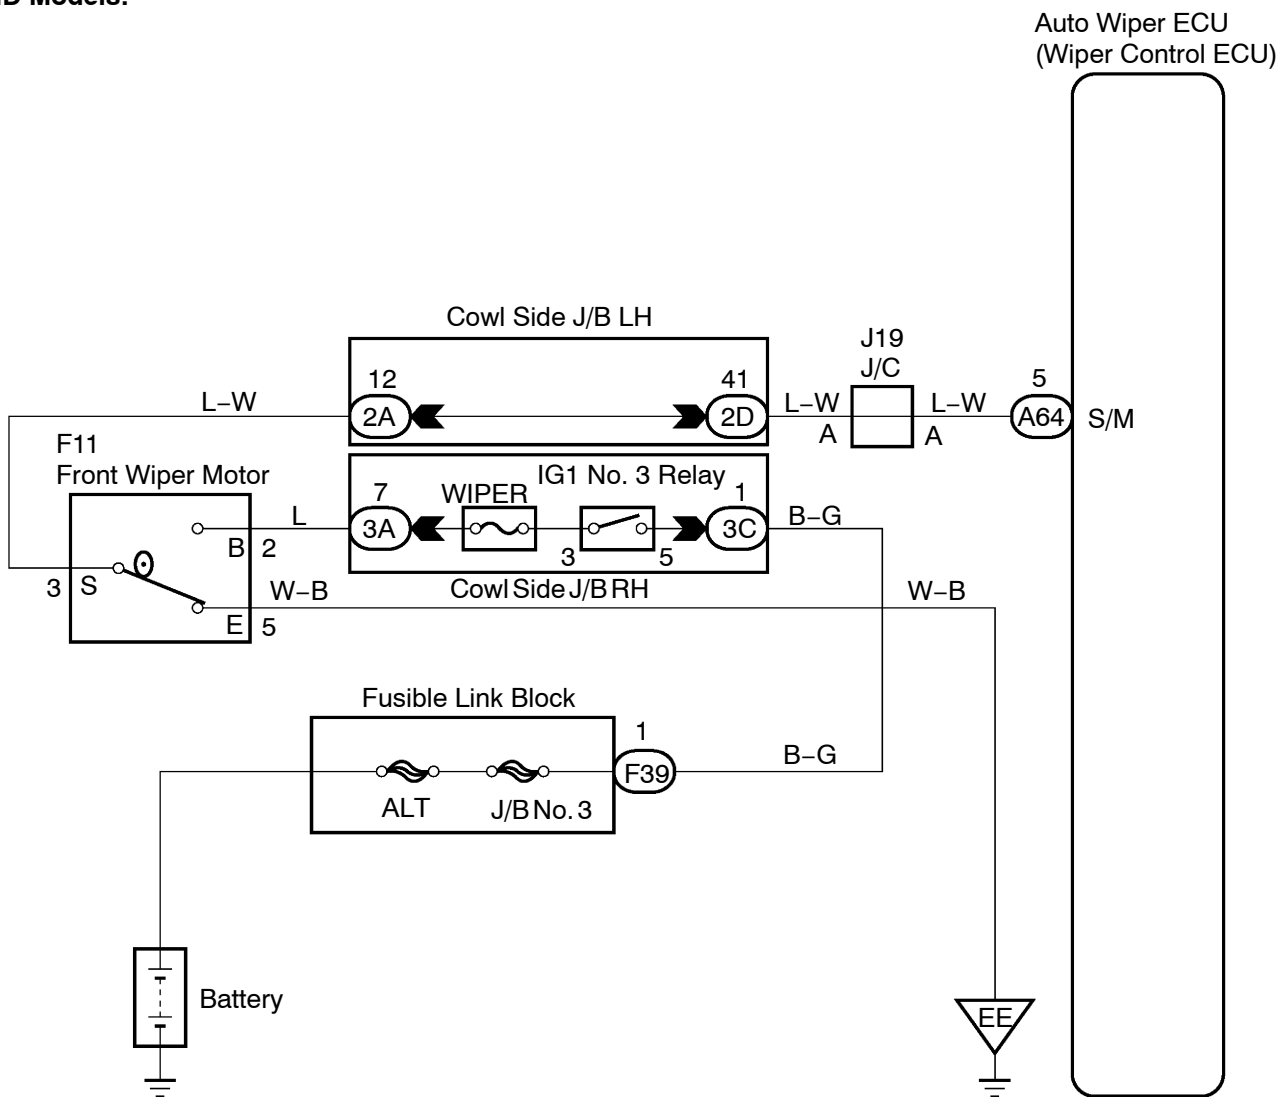 D Models:
Auto Wiper ECU
(Wiper Control ECU)
Cowl Side J/B LH
J19
J/C
12
41
5
L–W
2A
2D
L–W
L–W
A64
S/M
A
A
F11
Front Wiper Motor
IG1 No. 3 Relay
7
WIPER
1
L
3A
3C
B–G
B
2
3
5
3
S
W–B
Cowl Side J/B RH
W–B
E
5
Fusible Link Block
1
F39
B–G
ALT
J/B No. 3
Battery
EE